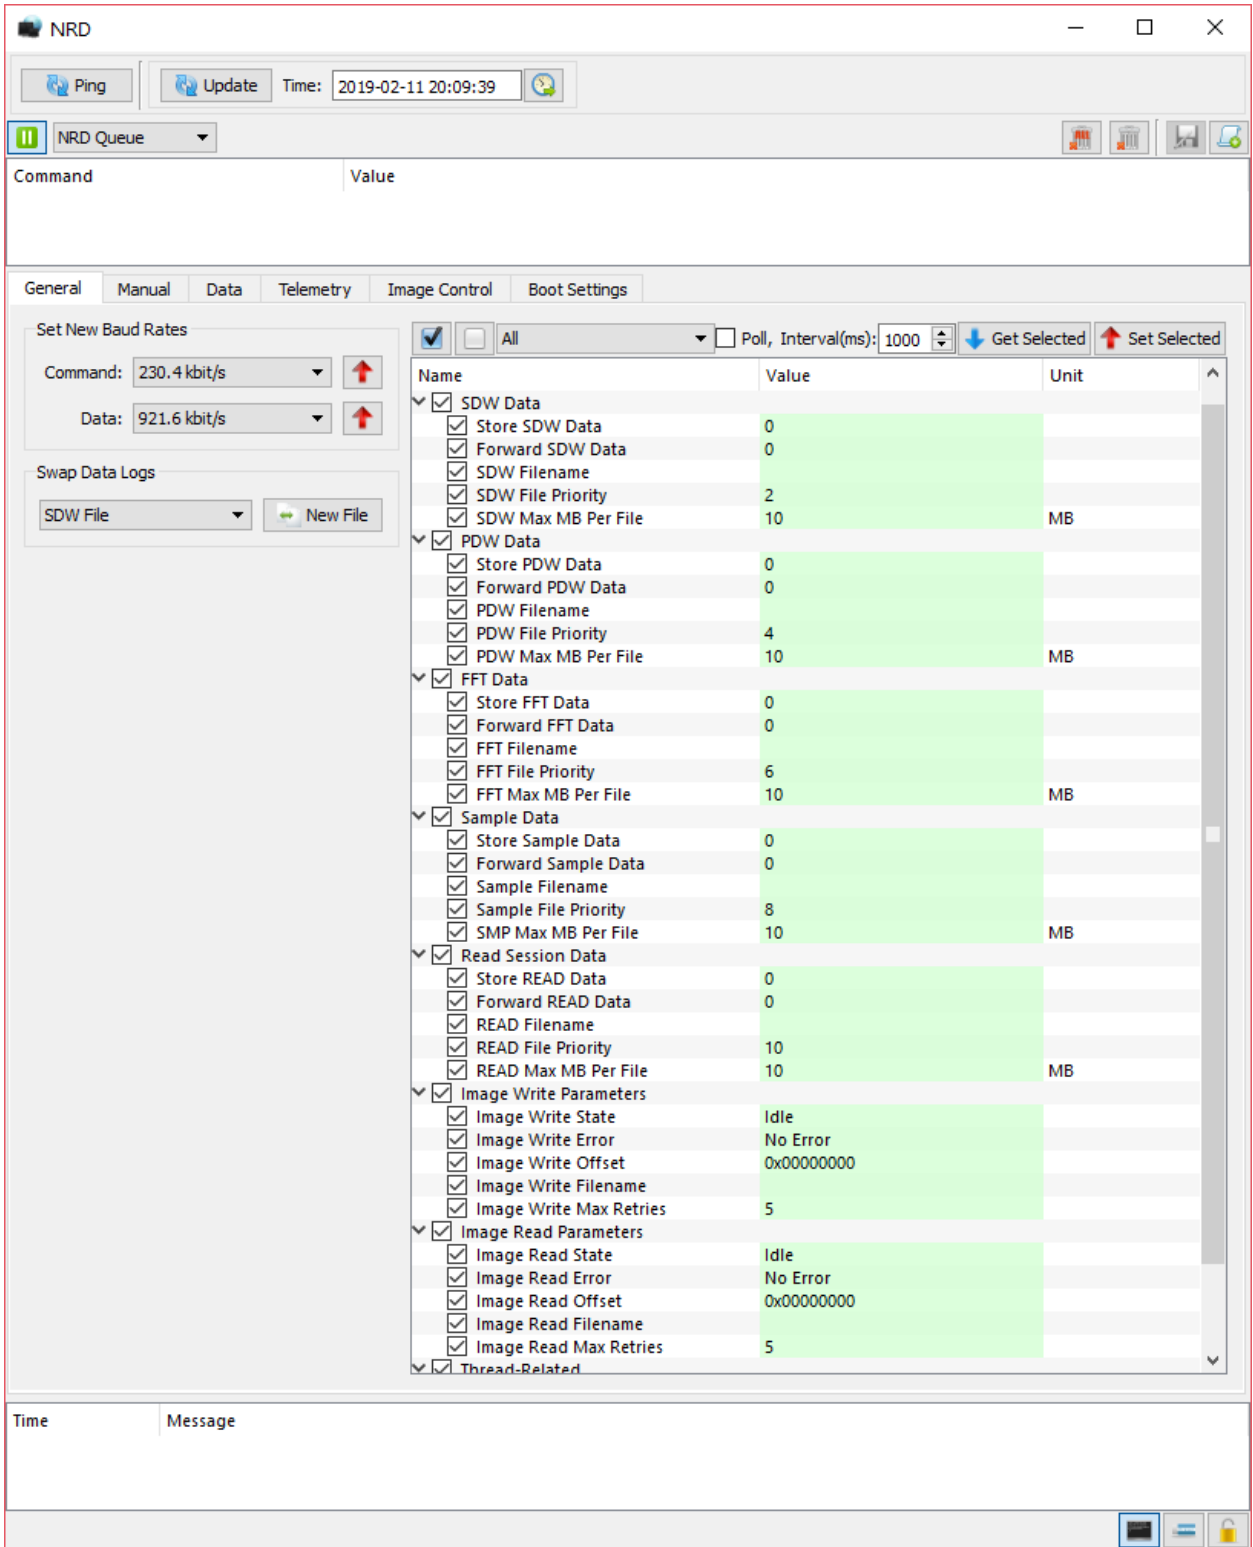 NRD
Ping Update Time: 2019-02-11 20:09:39
NRD Queue
Command Value
General Manual Data Telemetry Image Control Boot Settings
Set New Baud Rates
Command: 230.4 kbit/s
Data: 921.6 kbit/s
Swap Data Logs
SDW File New File
All Poll, Interval(ms): 1000 Get Selected Set Selected
Name Value Unit
SDW Data
Store SDW Data 0
Forward SDW Data 0
SDW Filename
SDW File Priority 2
SDW Max MB Per File 10 MB
PDW Data
Store PDW Data 0
Forward PDW Data 0
PDW Filename
PDW File Priority 4
PDW Max MB Per File 10 MB
FFT Data
Store FFT Data 0
Forward FFT Data 0
FFT Filename
FFT File Priority 6
FFT Max MB Per File 10 MB
Sample Data
Store Sample Data 0
Forward Sample Data 0
Sample Filename
Sample File Priority 8
SMP Max MB Per File 10 MB
Read Session Data
Store READ Data 0
Forward READ Data 0
READ Filename
READ File Priority 10
READ Max MB Per File 10 MB
Image Write Parameters
Image Write State Idle
Image Write Error No Error
Image Write Offset 0x00000000
Image Write Filename
Image Write Max Retries 5
Image Read Parameters
Image Read State Idle
Image Read Error No Error
Image Read Offset 0x00000000
Image Read Filename
Image Read Max Retries 5
Thread-Related
Time Message